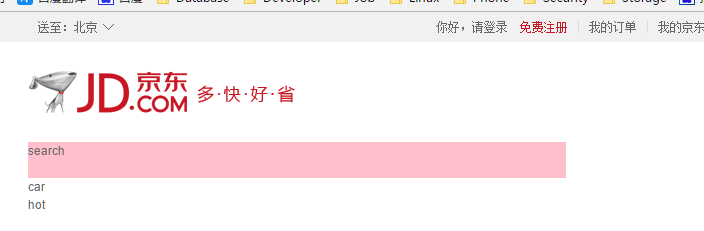 百度翻译 百度 Database Developer Job Linux Phone Security Storage
送至：北京 你好，请登录 免费注册 我的订单 我的京东
JD.COM 京东 多·快·好·省
search
car
hot